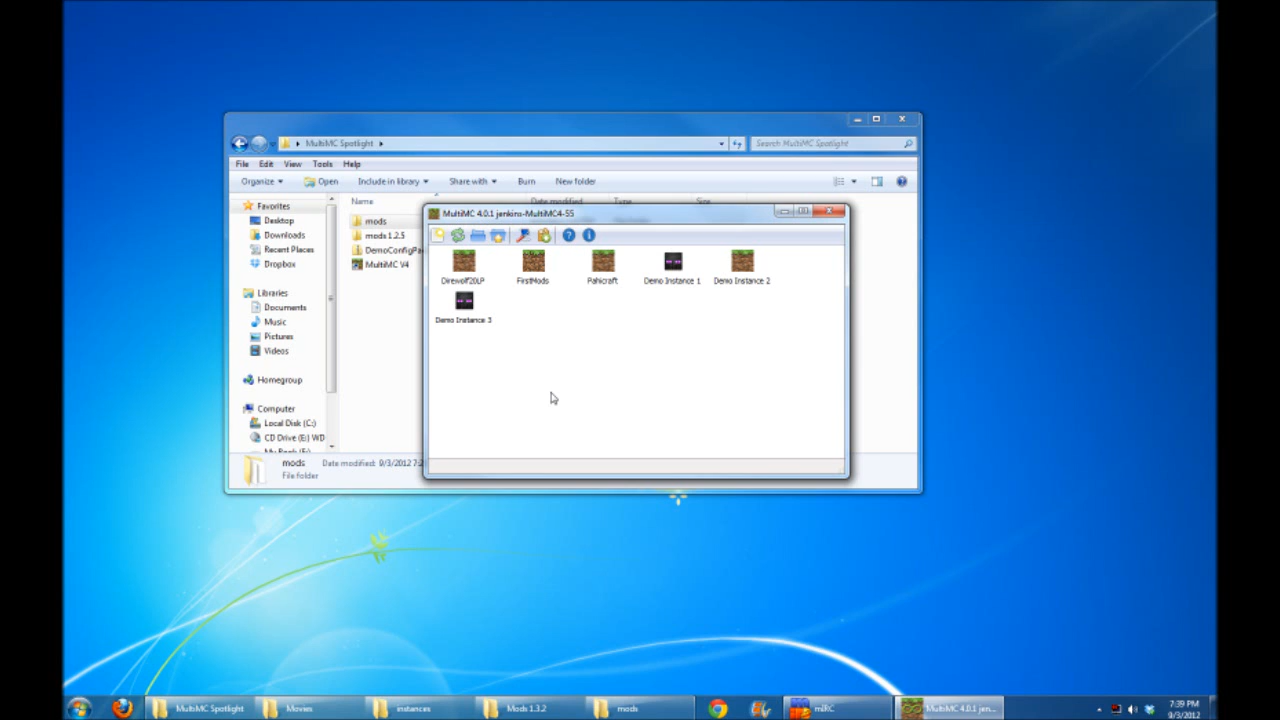 MultiMC Spotlight
Search MultiMC Spotlight
File Edit View Tools Help
Organize Open Include in library Share with Burn New folder
Favorites
Desktop
Downloads
Recent Places
Dropbox
Libraries
Documents
Music
Pictures
Videos
Homegroup
Computer
Local Disk (C:)
CD Drive (E:) WD
Name Date modified Type Size
mods
mods 1.2.5
DemoConfigPa
MultiMC V4
mods Date modified: 9/3/2012 7:2
File folder
MultiMC 4.0.1 jenkins-MultiMC4-55
Direwolf20LP FirstMods Pahicraft Demo Instance 1 Demo Instance 2
Demo Instance 3
MultiMC Spotlight Movies instances Mods 1.3.2 mods mIRC MultiMC 4.0.1 jen...
7:39 PM
9/3/2012